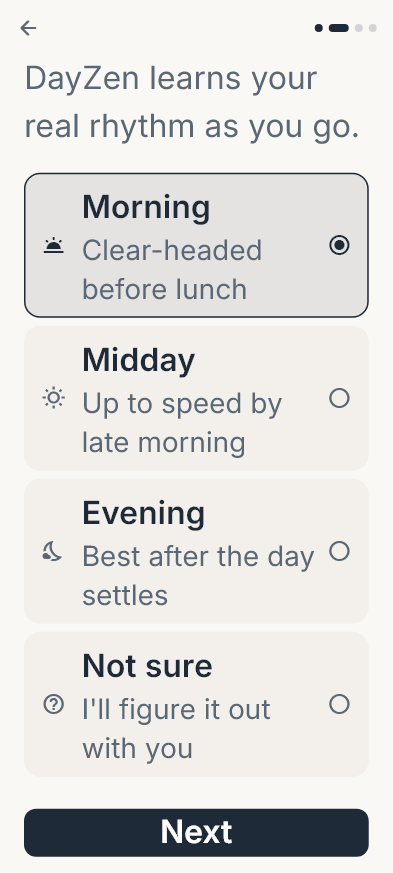 DayZen learns your
real rhythm as you go.
Morning
Clear-headed
before lunch
Midday
Up to speed by
late morning
Evening
Best after the day
settles
Not sure
I'll figure it out
with you
Next